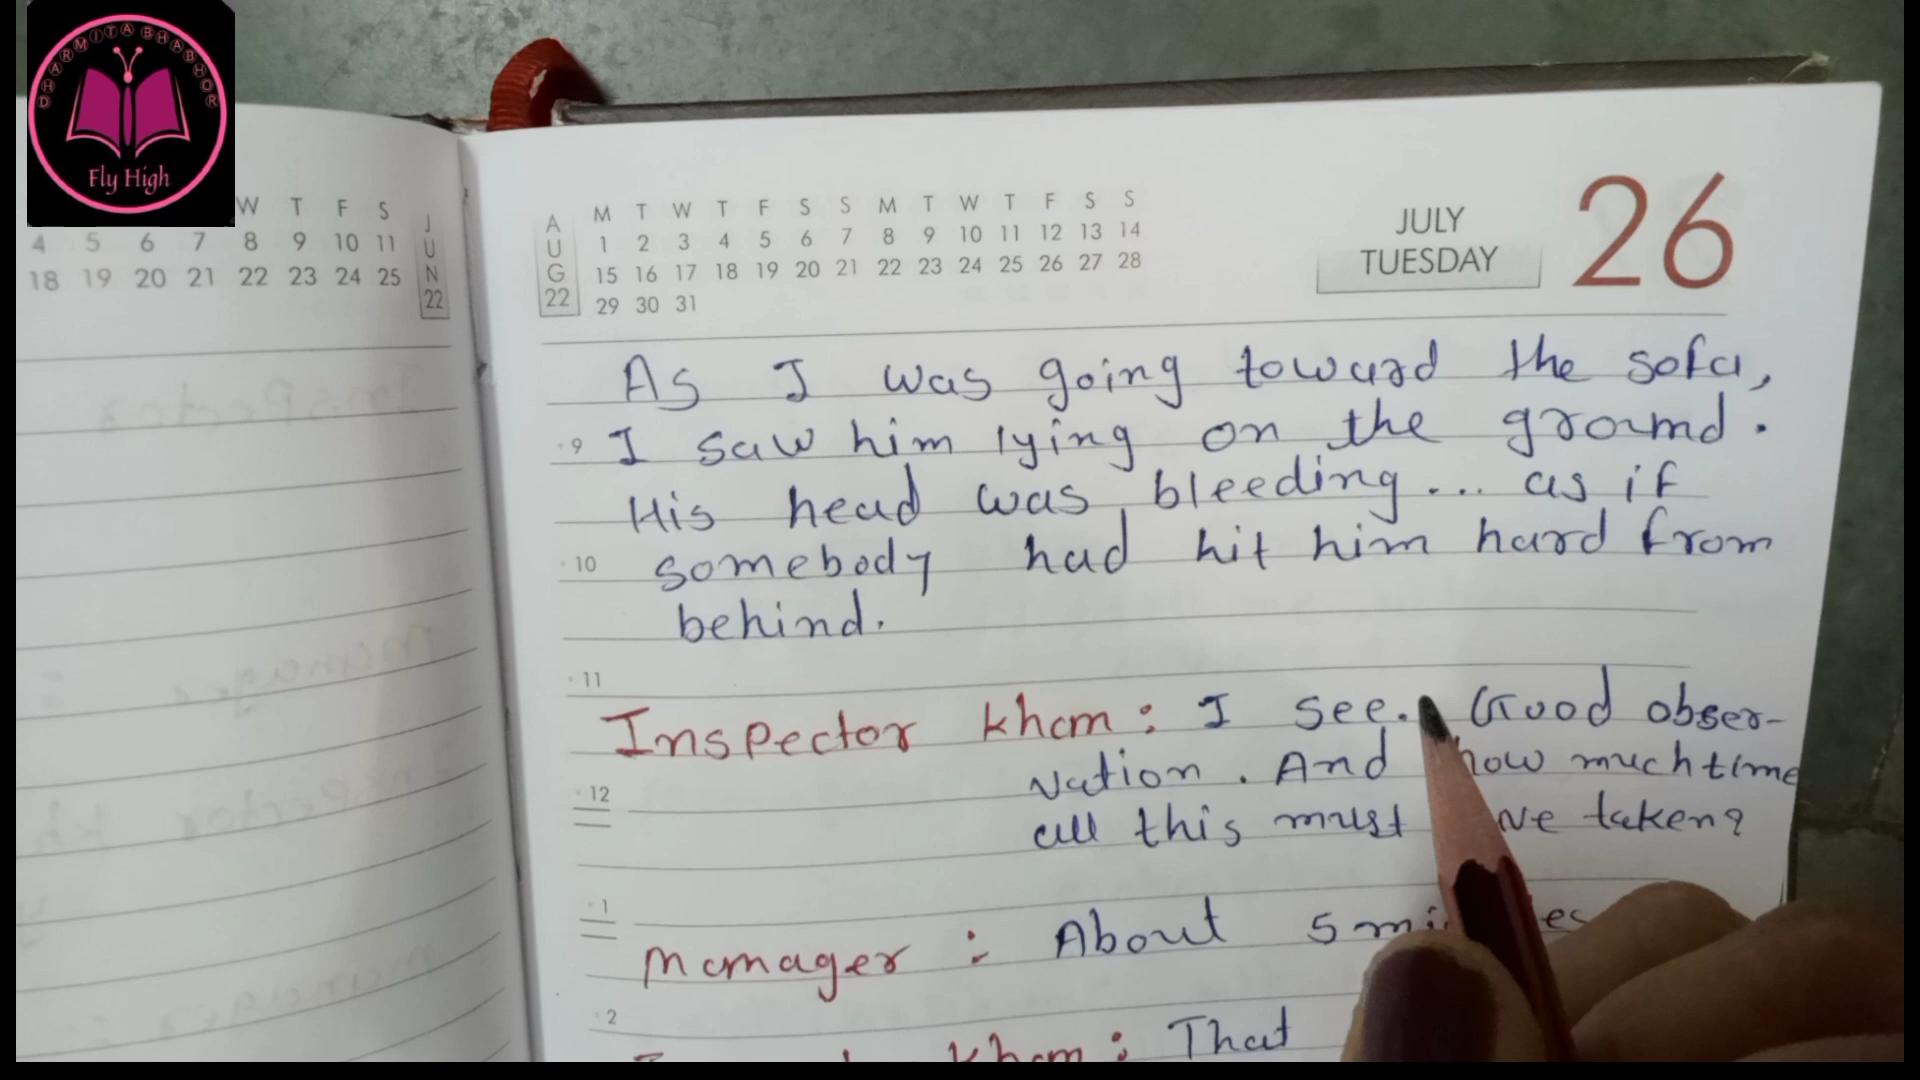 DHARMITA BHABHOR
Fly High
W T F S
4 5 6 7 8 9 10 11
18 19 20 21 22 23 24 25
JUN 22
AUG 22
M T W T F S S M T W T F S S
1 2 3 4 5 6 7 8 9 10 11 12 13 14
15 16 17 18 19 20 21 22 23 24 25 26 27 28
29 30 31
JULY
TUESDAY
26
As I was going toward the sofa,
9 I saw him lying on the ground.
His head was bleeding... as if
10 somebody had hit him hard from
behind.
11
Inspector Khan: I see. Good obser-
12 vation. And how much time
all this must have taken?
1
Manager: About 5 minutes
2
Khan: That